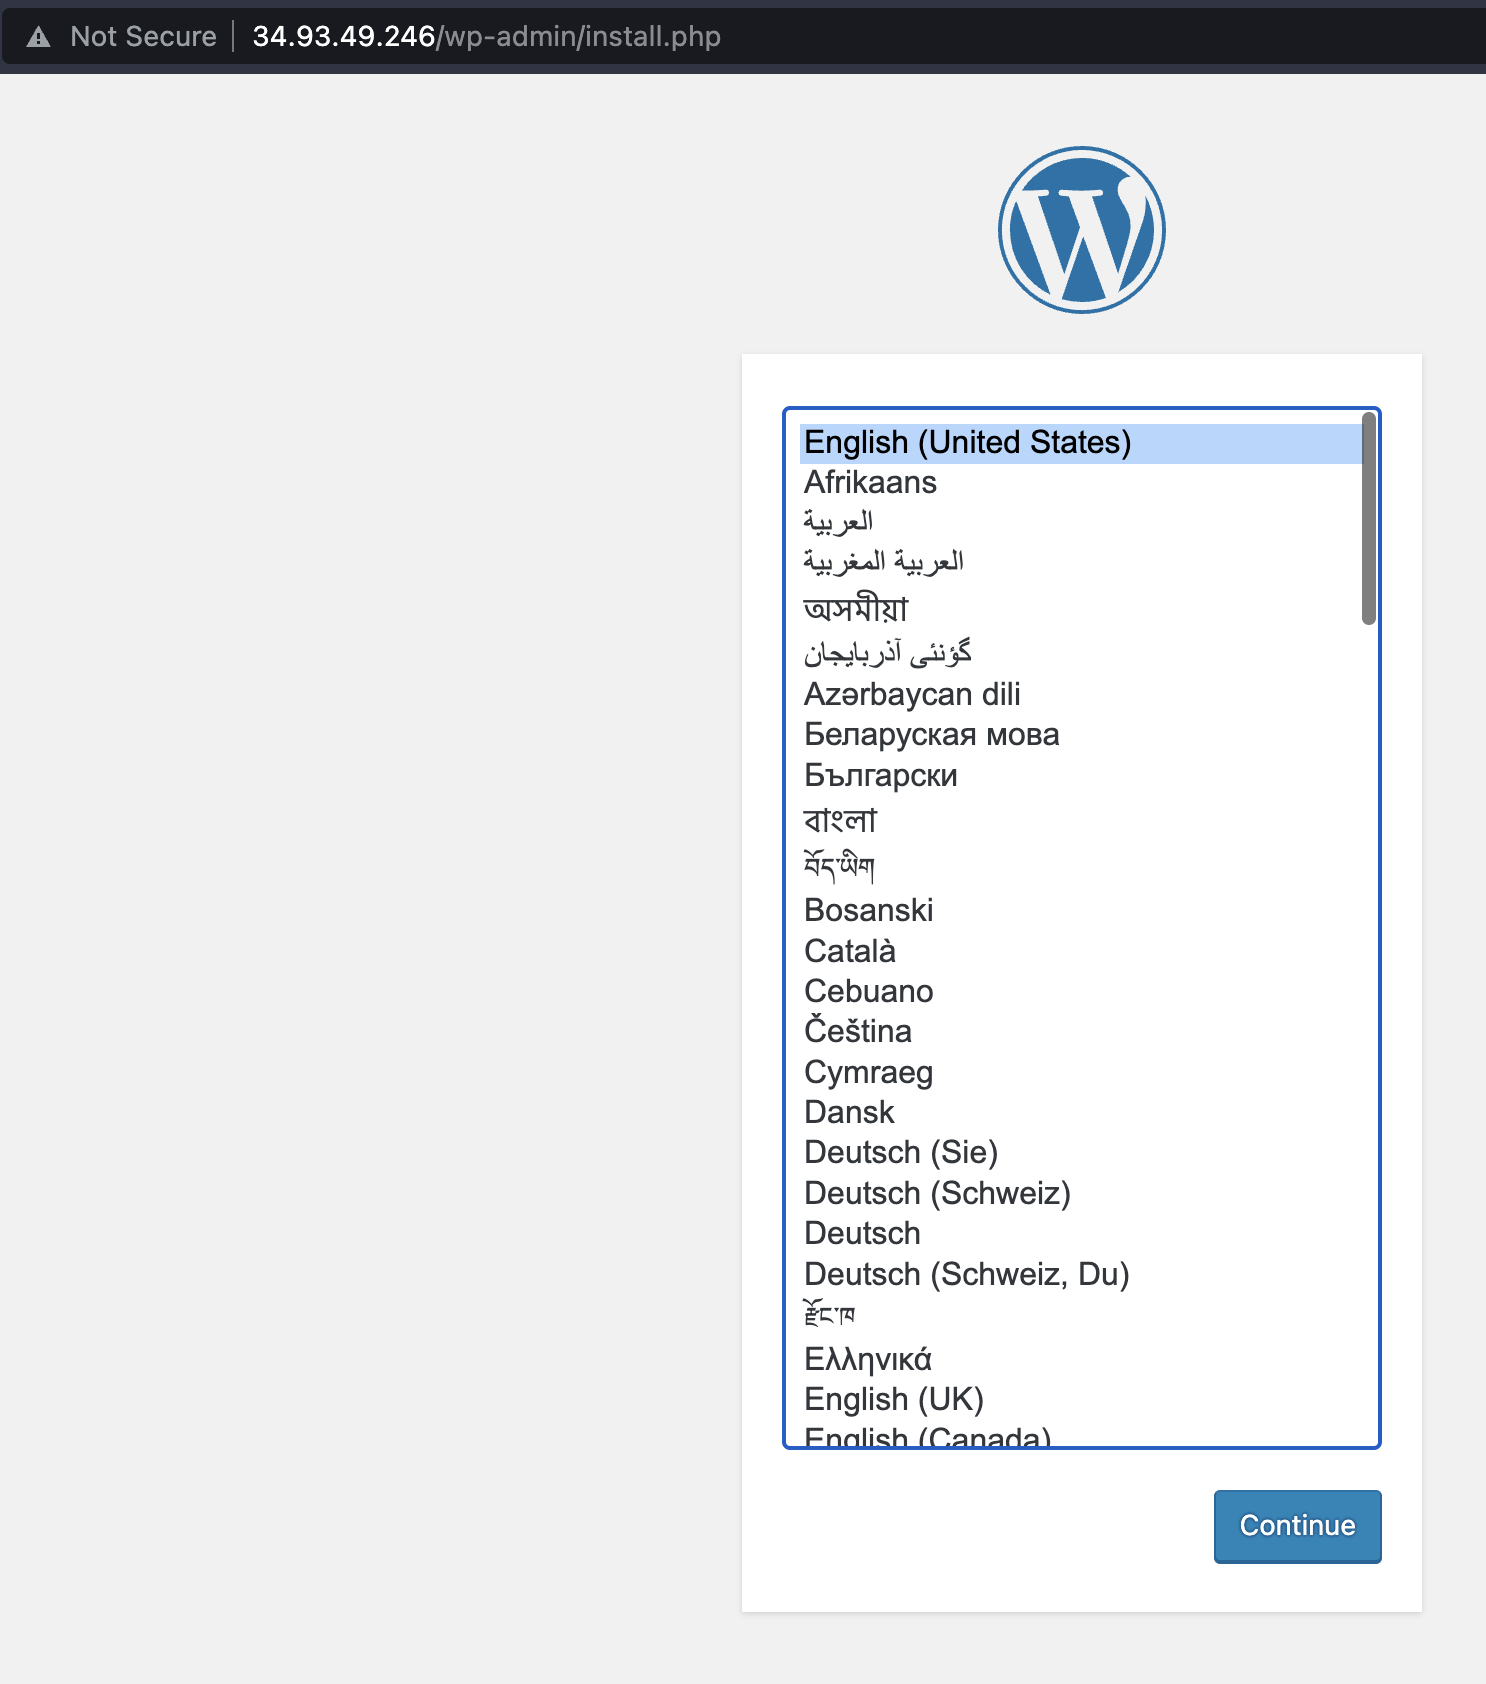 Not Secure 34.93.49.246/wp-admin/install.php
English (United States)
Afrikaans
العربية
العربية المغربية
অসমীয়া
گؤنئی آذربایجان
Azərbaycan dili
Беларуская мова
Български
বাংলা
བོད་ཡིག
Bosanski
Català
Cebuano
Čeština
Cymraeg
Dansk
Deutsch (Sie)
Deutsch (Schweiz)
Deutsch
Deutsch (Schweiz, Du)
རྫོང་ཁ
Ελληνικά
English (UK)
English (Canada)
Continue